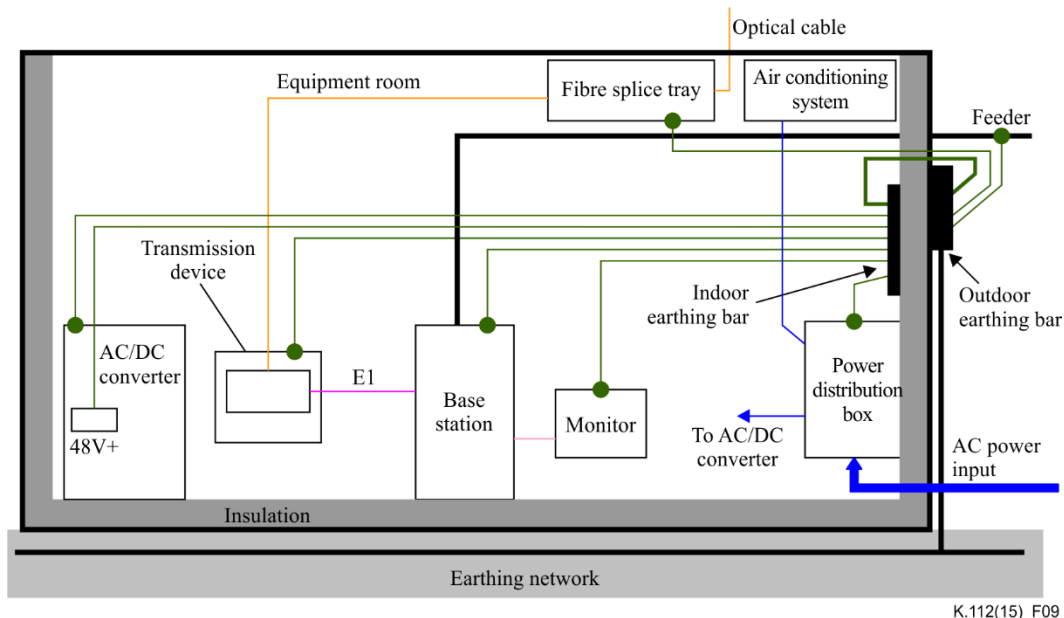 Optical cable
Equipment room
Fibre splice tray
Air conditioning
system
Feeder
Transmission
device
Indoor
earthing bar
Outdoor
earthing bar
AC/DC
converter
48V+
E1
Base
station
Monitor
Power
distribution
box
To AC/DC
converter
AC power
input
Insulation
Earthing network
K.112(15)_F09